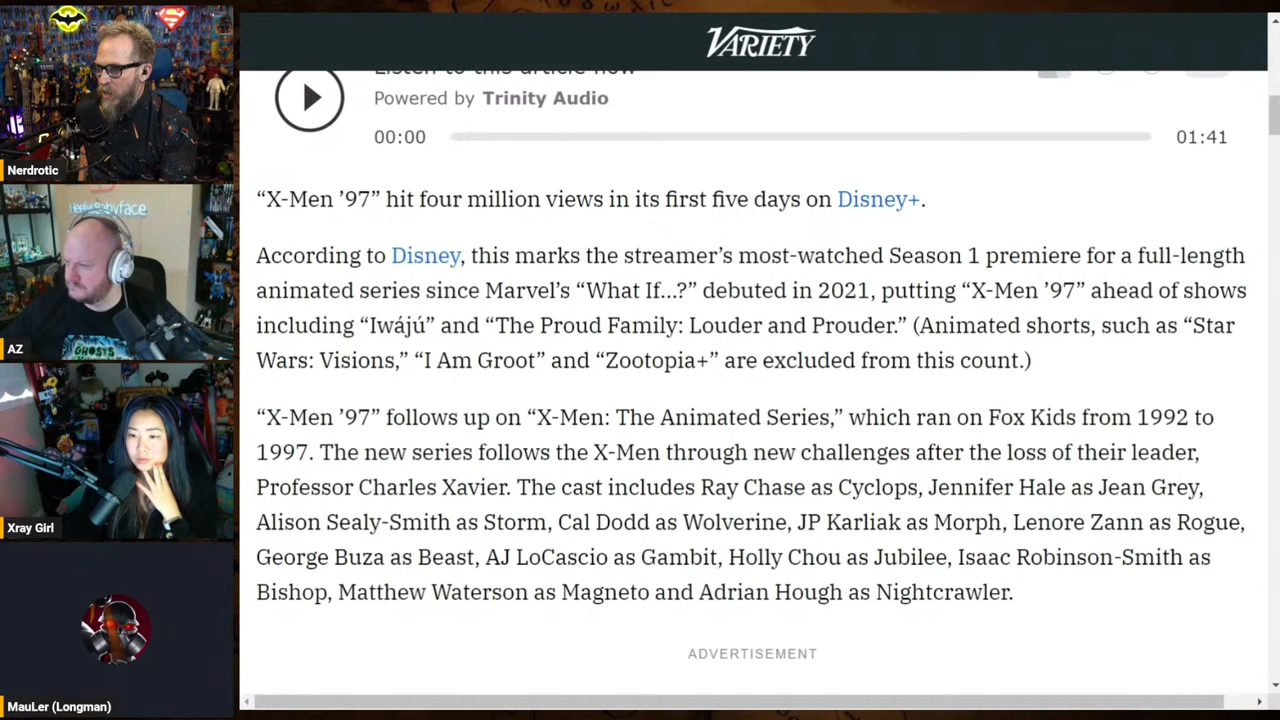 VARIETY
Listen to this article now
Powered by Trinity Audio
00:00
01:41
“X-Men ’97” hit four million views in its first five days on Disney+.
According to Disney, this marks the streamer’s most-watched Season 1 premiere for a full-length
animated series since Marvel’s “What If…?” debuted in 2021, putting “X-Men ’97” ahead of shows
including “Iwájú” and “The Proud Family: Louder and Prouder.” (Animated shorts, such as “Star
Wars: Visions,” “I Am Groot” and “Zootopia+” are excluded from this count.)
“X-Men ’97” follows up on “X-Men: The Animated Series,” which ran on Fox Kids from 1992 to
1997. The new series follows the X-Men through new challenges after the loss of their leader,
Professor Charles Xavier. The cast includes Ray Chase as Cyclops, Jennifer Hale as Jean Grey,
Alison Sealy-Smith as Storm, Cal Dodd as Wolverine, JP Karliak as Morph, Lenore Zann as Rogue,
George Buza as Beast, AJ LoCascio as Gambit, Holly Chou as Jubilee, Isaac Robinson-Smith as
Bishop, Matthew Waterson as Magneto and Adrian Hough as Nightcrawler.
ADVERTISEMENT
Nerdrotic
HeelvsBabyface
GHOSTS
AZ
Xray Girl
MauLer (Longman)